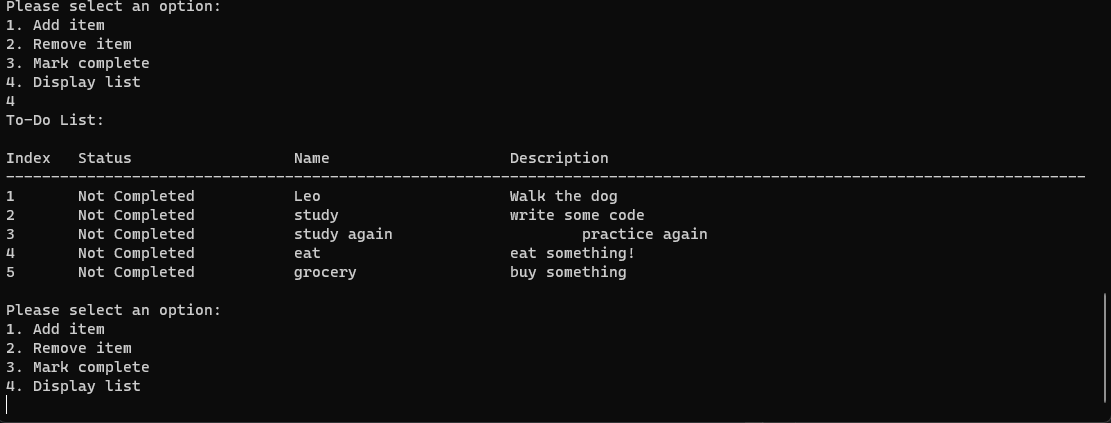 Please select an option:
1. Add item
2. Remove item
3. Mark complete
4. Display list
4
To-Do List:
Index   Status                  Name                    Description
------------------------------------------------------------------------------------------------------------------------
1       Not Completed           Leo                     Walk the dog
2       Not Completed           study                   write some code
3       Not Completed           study again                     practice again
4       Not Completed           eat                     eat something!
5       Not Completed           grocery                 buy something
Please select an option:
1. Add item
2. Remove item
3. Mark complete
4. Display list